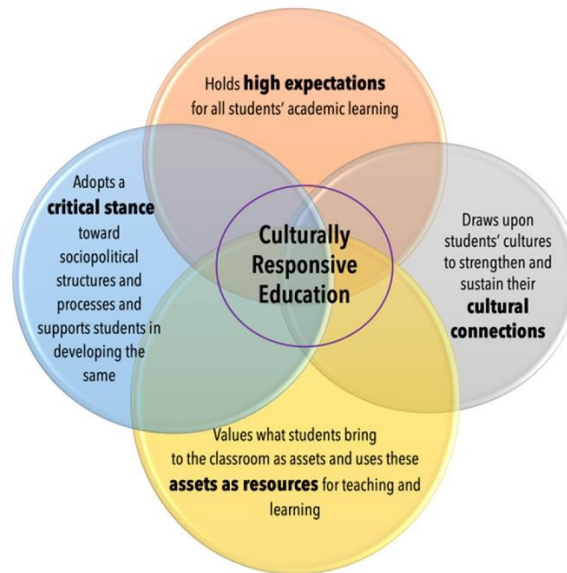 Holds high expectations
for all students' academic learning
Adopts a
critical stance
toward
sociopolitical
structures and
processes and
supports students in
developing the
same
Culturally
Responsive
Education
Draws upon
students' cultures
to strengthen and
sustain their
cultural
connections
Values what students bring
to the classroom as assets and uses these
assets as resources for teaching and
learning